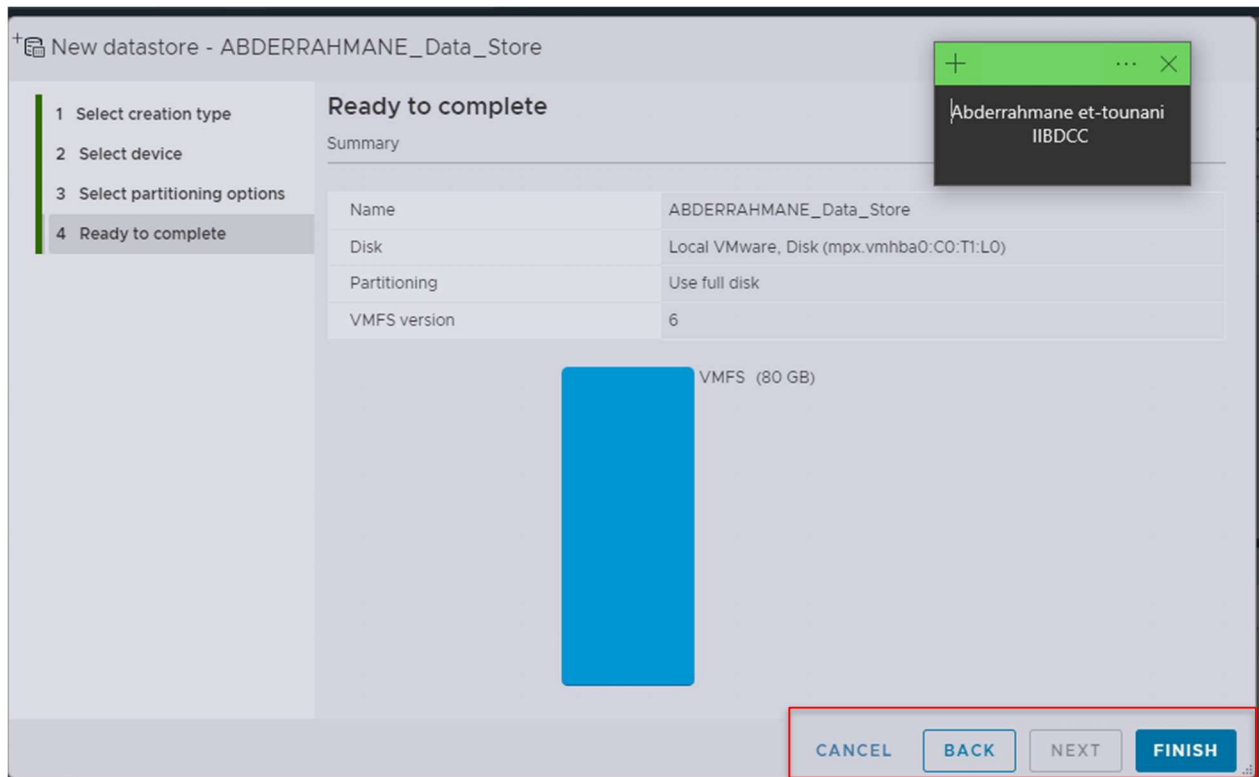 New datastore - ABDERRAHMANE_Data_Store
Abderrahmane et-tounani
IIBDCC
1 Select creation type
2 Select device
3 Select partitioning options
4 Ready to complete
Ready to complete
Summary
Name ABDERRAHMANE_Data_Store
Disk Local VMware, Disk (mpx.vmhba0:C0:T1:L0)
Partitioning Use full disk
VMFS version 6
VMFS (80 GB)
CANCEL BACK NEXT FINISH